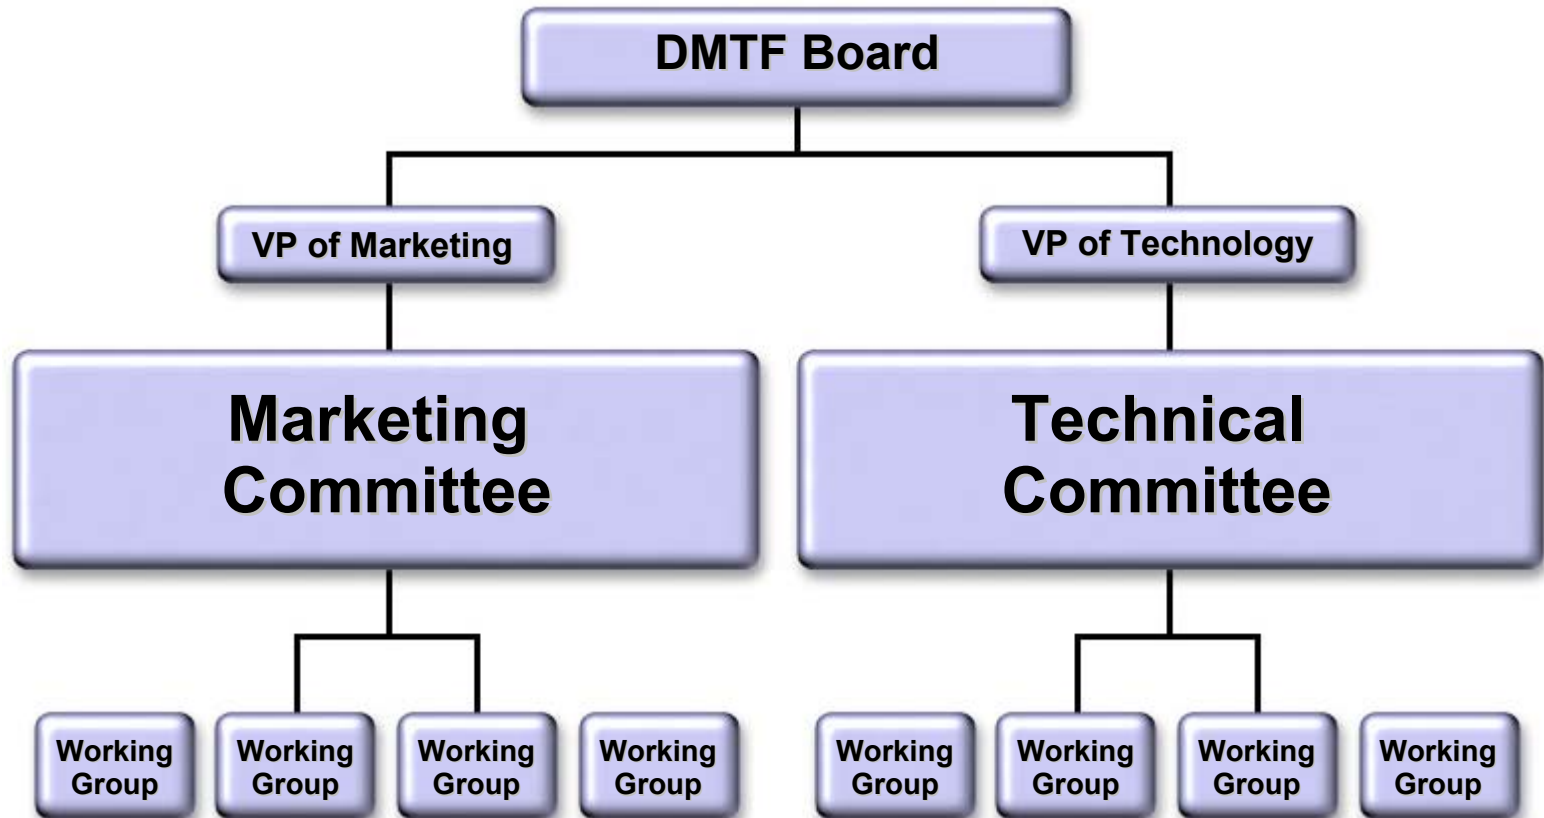 DMTF Board
VP of Marketing
VP of Technology
Marketing
Committee
Technical
Committee
Working
Group
Working
Group
Working
Group
Working
Group
Working
Group
Working
Group
Working
Group
Working
Group